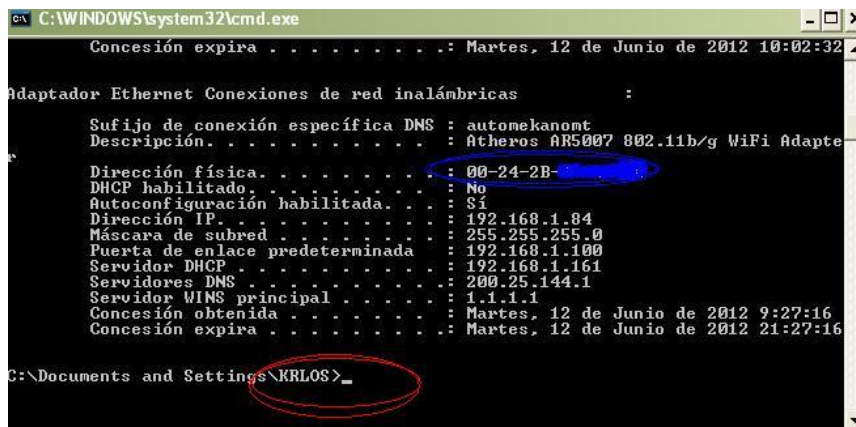 C:\WINDOWS\system32\cmd.exe
Concesión expira . . . . . . . . . .: Martes, 12 de Junio de 2012 10:02:32
Adaptador Ethernet Conexiones de red inalámbricas :
Sufijo de conexión específica DNS : automekanomt
Descripción. . . . . . . . . . . : Atheros AR5007 802.11b/g WiFi Adapte
r
Dirección física. . . . . . . . . : 00-24-2B-
DHCP habilitado. . . . . . . . . : No
Autoconfiguración habilitada. . . : Sí
Dirección IP. . . . . . . . . . . : 192.168.1.84
Máscara de subred . . . . . . . . : 255.255.255.0
Puerta de enlace predeterminada : 192.168.1.100
Servidor DHCP . . . . . . . . . . : 192.168.1.161
Servidores DNS . . . . . . . . . .: 200.25.144.1
Servidor WINS principal . . . . . : 1.1.1.1
Concesión obtenida . . . . . . . : Martes, 12 de Junio de 2012 9:27:16
Concesión expira . . . . . . . . .: Martes, 12 de Junio de 2012 21:27:16
C:\Documents and Settings\KRLOS>_